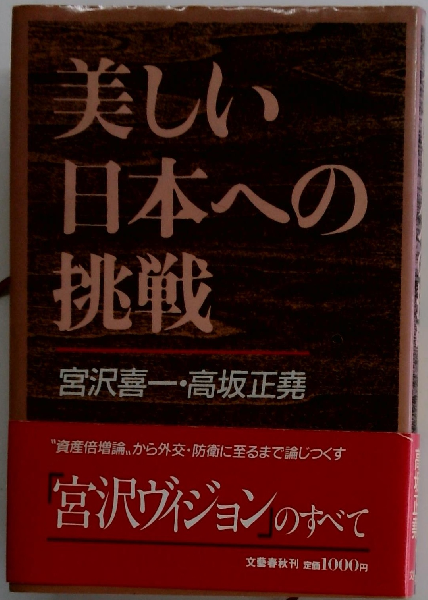 美しい
日本への
挑戦
宮沢喜一・高坂正堯
〝資産倍増論〟から外交・防衛に至るまで論じつくす
「宮沢ヴィジョン」のすべて
文藝春秋刊 定価1000円